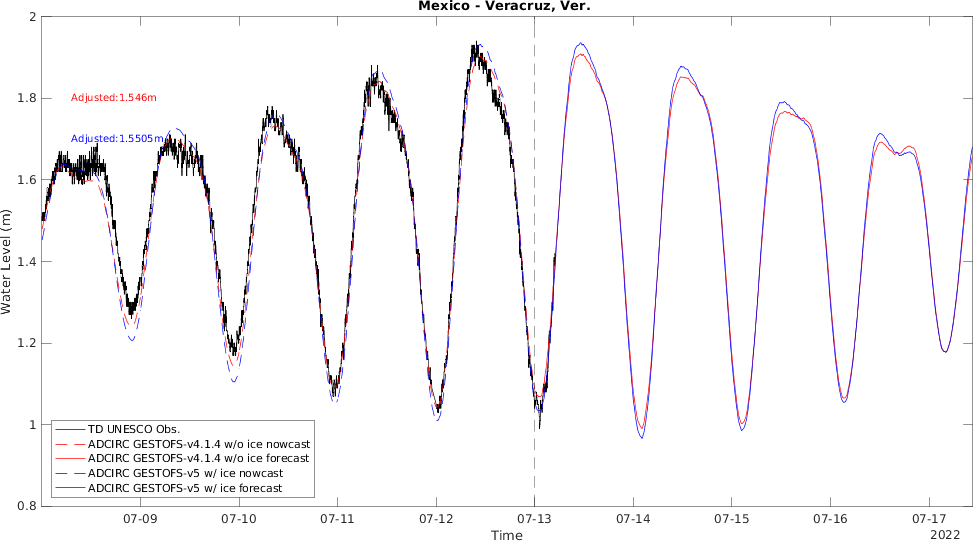 Mexico - Veracruz, Ver.
2
1.8
1.6
1.4
1.2
1
0.8
Water Level (m)
Adjusted:1.546m
Adjusted:1.5505m
TD UNESCO Obs.
ADCIRC GESTOFS-v4.1.4 w/o ice nowcast
ADCIRC GESTOFS-v4.1.4 w/o ice forecast
ADCIRC GESTOFS-v5 w/ ice nowcast
ADCIRC GESTOFS-v5 w/ ice forecast
07-09 07-10 07-11 07-12 07-13 07-14 07-15 07-16 07-17
Time
2022